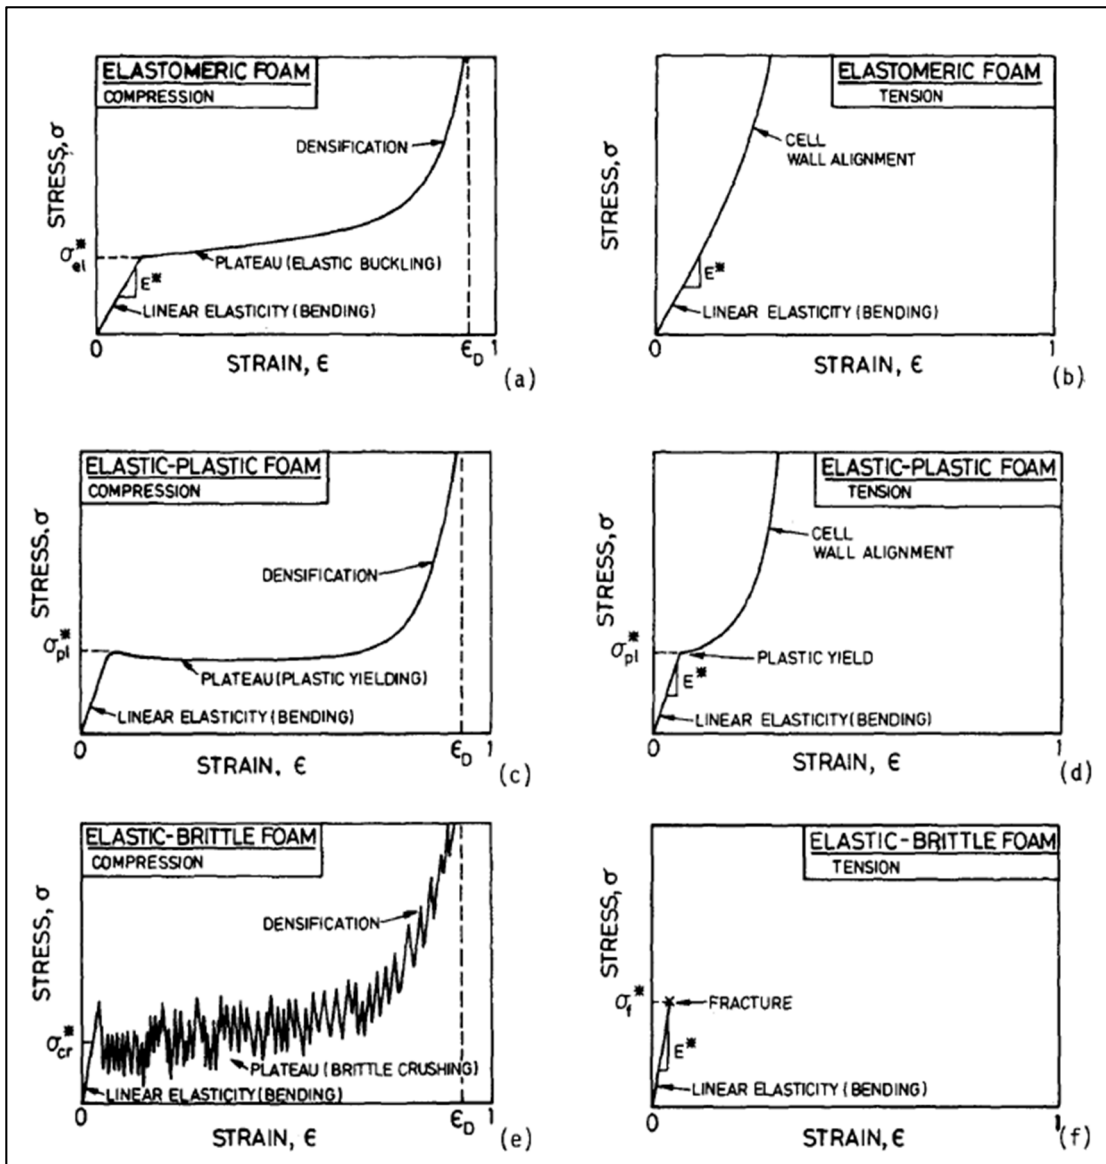 ELASTOMERIC FOAM
COMPRESSION
STRESS, σ
DENSIFICATION
σ*el
PLATEAU (ELASTIC BUCKLING)
E*
LINEAR ELASTICITY (BENDING)
0
εD
1
STRAIN, ε
(a)
ELASTOMERIC FOAM
TENSION
STRESS, σ
CELL
WALL ALIGNMENT
E*
LINEAR ELASTICITY (BENDING)
0
1
STRAIN, ε
(b)
ELASTIC-PLASTIC FOAM
COMPRESSION
STRESS, σ
DENSIFICATION
σ*pl
PLATEAU (PLASTIC YIELDING)
LINEAR ELASTICITY (BENDING)
0
εD
1
STRAIN, ε
(c)
ELASTIC-PLASTIC FOAM
TENSION
STRESS, σ
CELL
WALL ALIGNMENT
σ*pl
PLASTIC YIELD
E*
LINEAR ELASTICITY (BENDING)
0
1
STRAIN, ε
(d)
ELASTIC-BRITTLE FOAM
COMPRESSION
STRESS, σ
DENSIFICATION
σ*cr
PLATEAU (BRITTLE CRUSHING)
LINEAR ELASTICITY (BENDING)
0
εD
1
STRAIN, ε
(e)
ELASTIC-BRITTLE FOAM
TENSION
STRESS, σ
σ*f
FRACTURE
E*
LINEAR ELASTICITY (BENDING)
0
1
STRAIN, ε
(f)